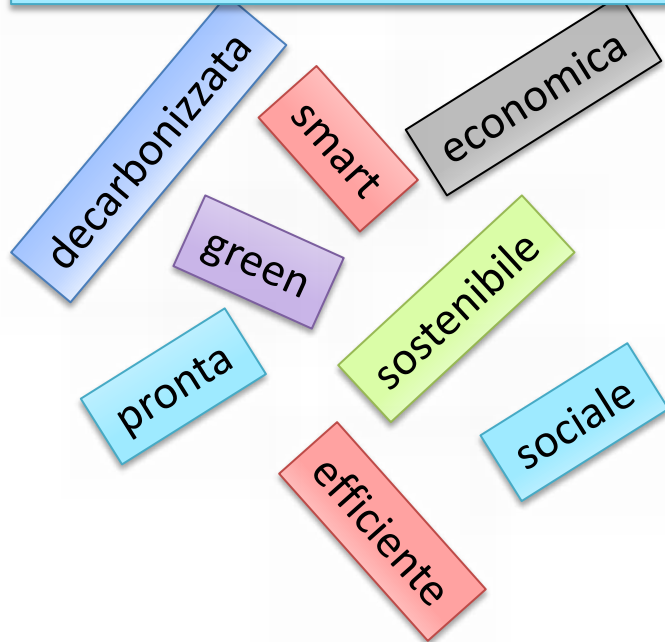 decarbonizzata
smart
economica
green
sostenibile
pronta
sociale
efficiente